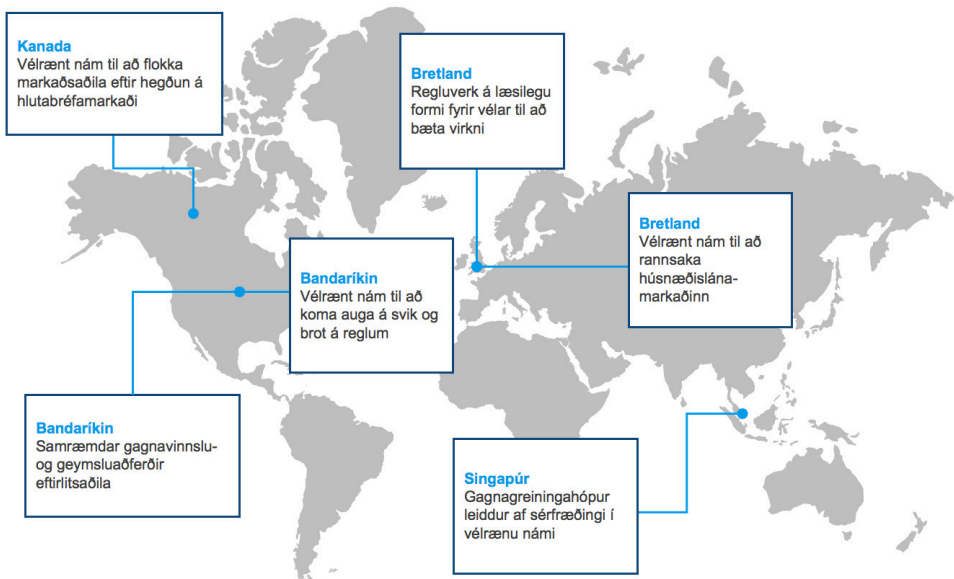 Kanada
Vélrænt nám til að flokka
markaðsaðila eftir hegðun á
hlutabréfamarkaði
Bretland
Regluverk á læsilegu
formi fyrir vélar til að
bæta virkni
Bretland
Vélrænt nám til að
rannsaka
húsnæðislána-
markaðinn
Bandaríkin
Vélrænt nám til að
koma auga á svik og
brot á reglum
Bandaríkin
Samræmdar gagnavinnslu-
og geymsluaðferðir
eftirlitsaðila
Singapúr
Gagnagreiningahópur
leiddur af sérfræðingi í
vélrænu námi